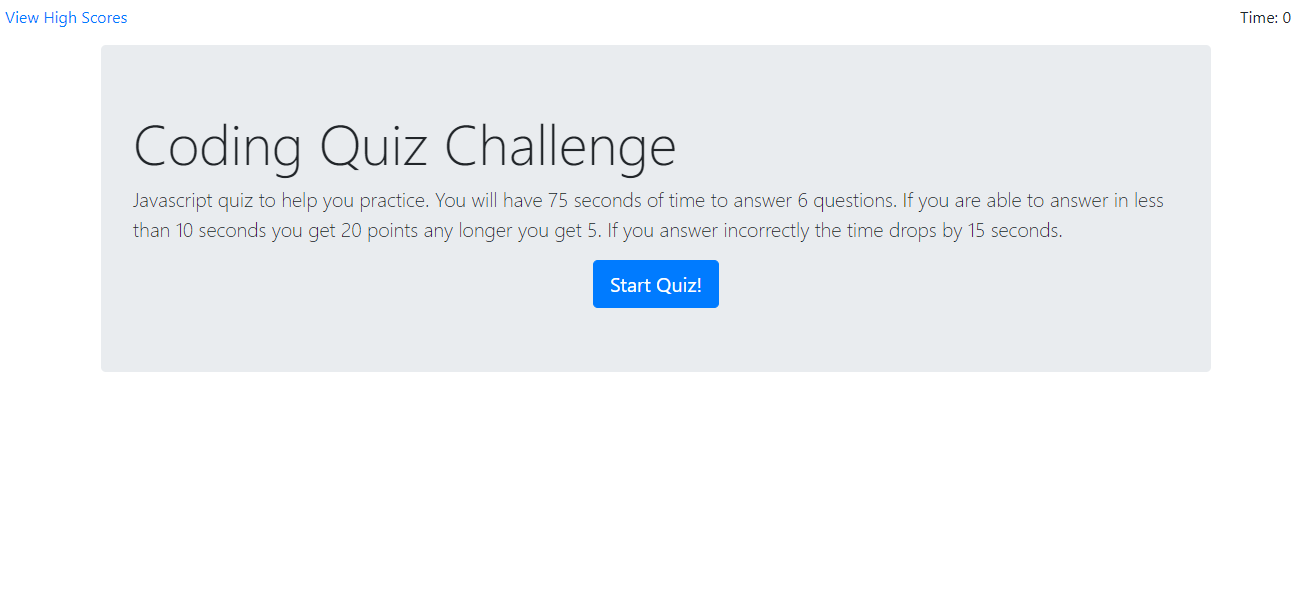 View High Scores
Time: 0
Coding Quiz Challenge
Javascript quiz to help you practice. You will have 75 seconds of time to answer 6 questions. If you are able to answer in less
than 10 seconds you get 20 points any longer you get 5. If you answer incorrectly the time drops by 15 seconds.
Start Quiz!